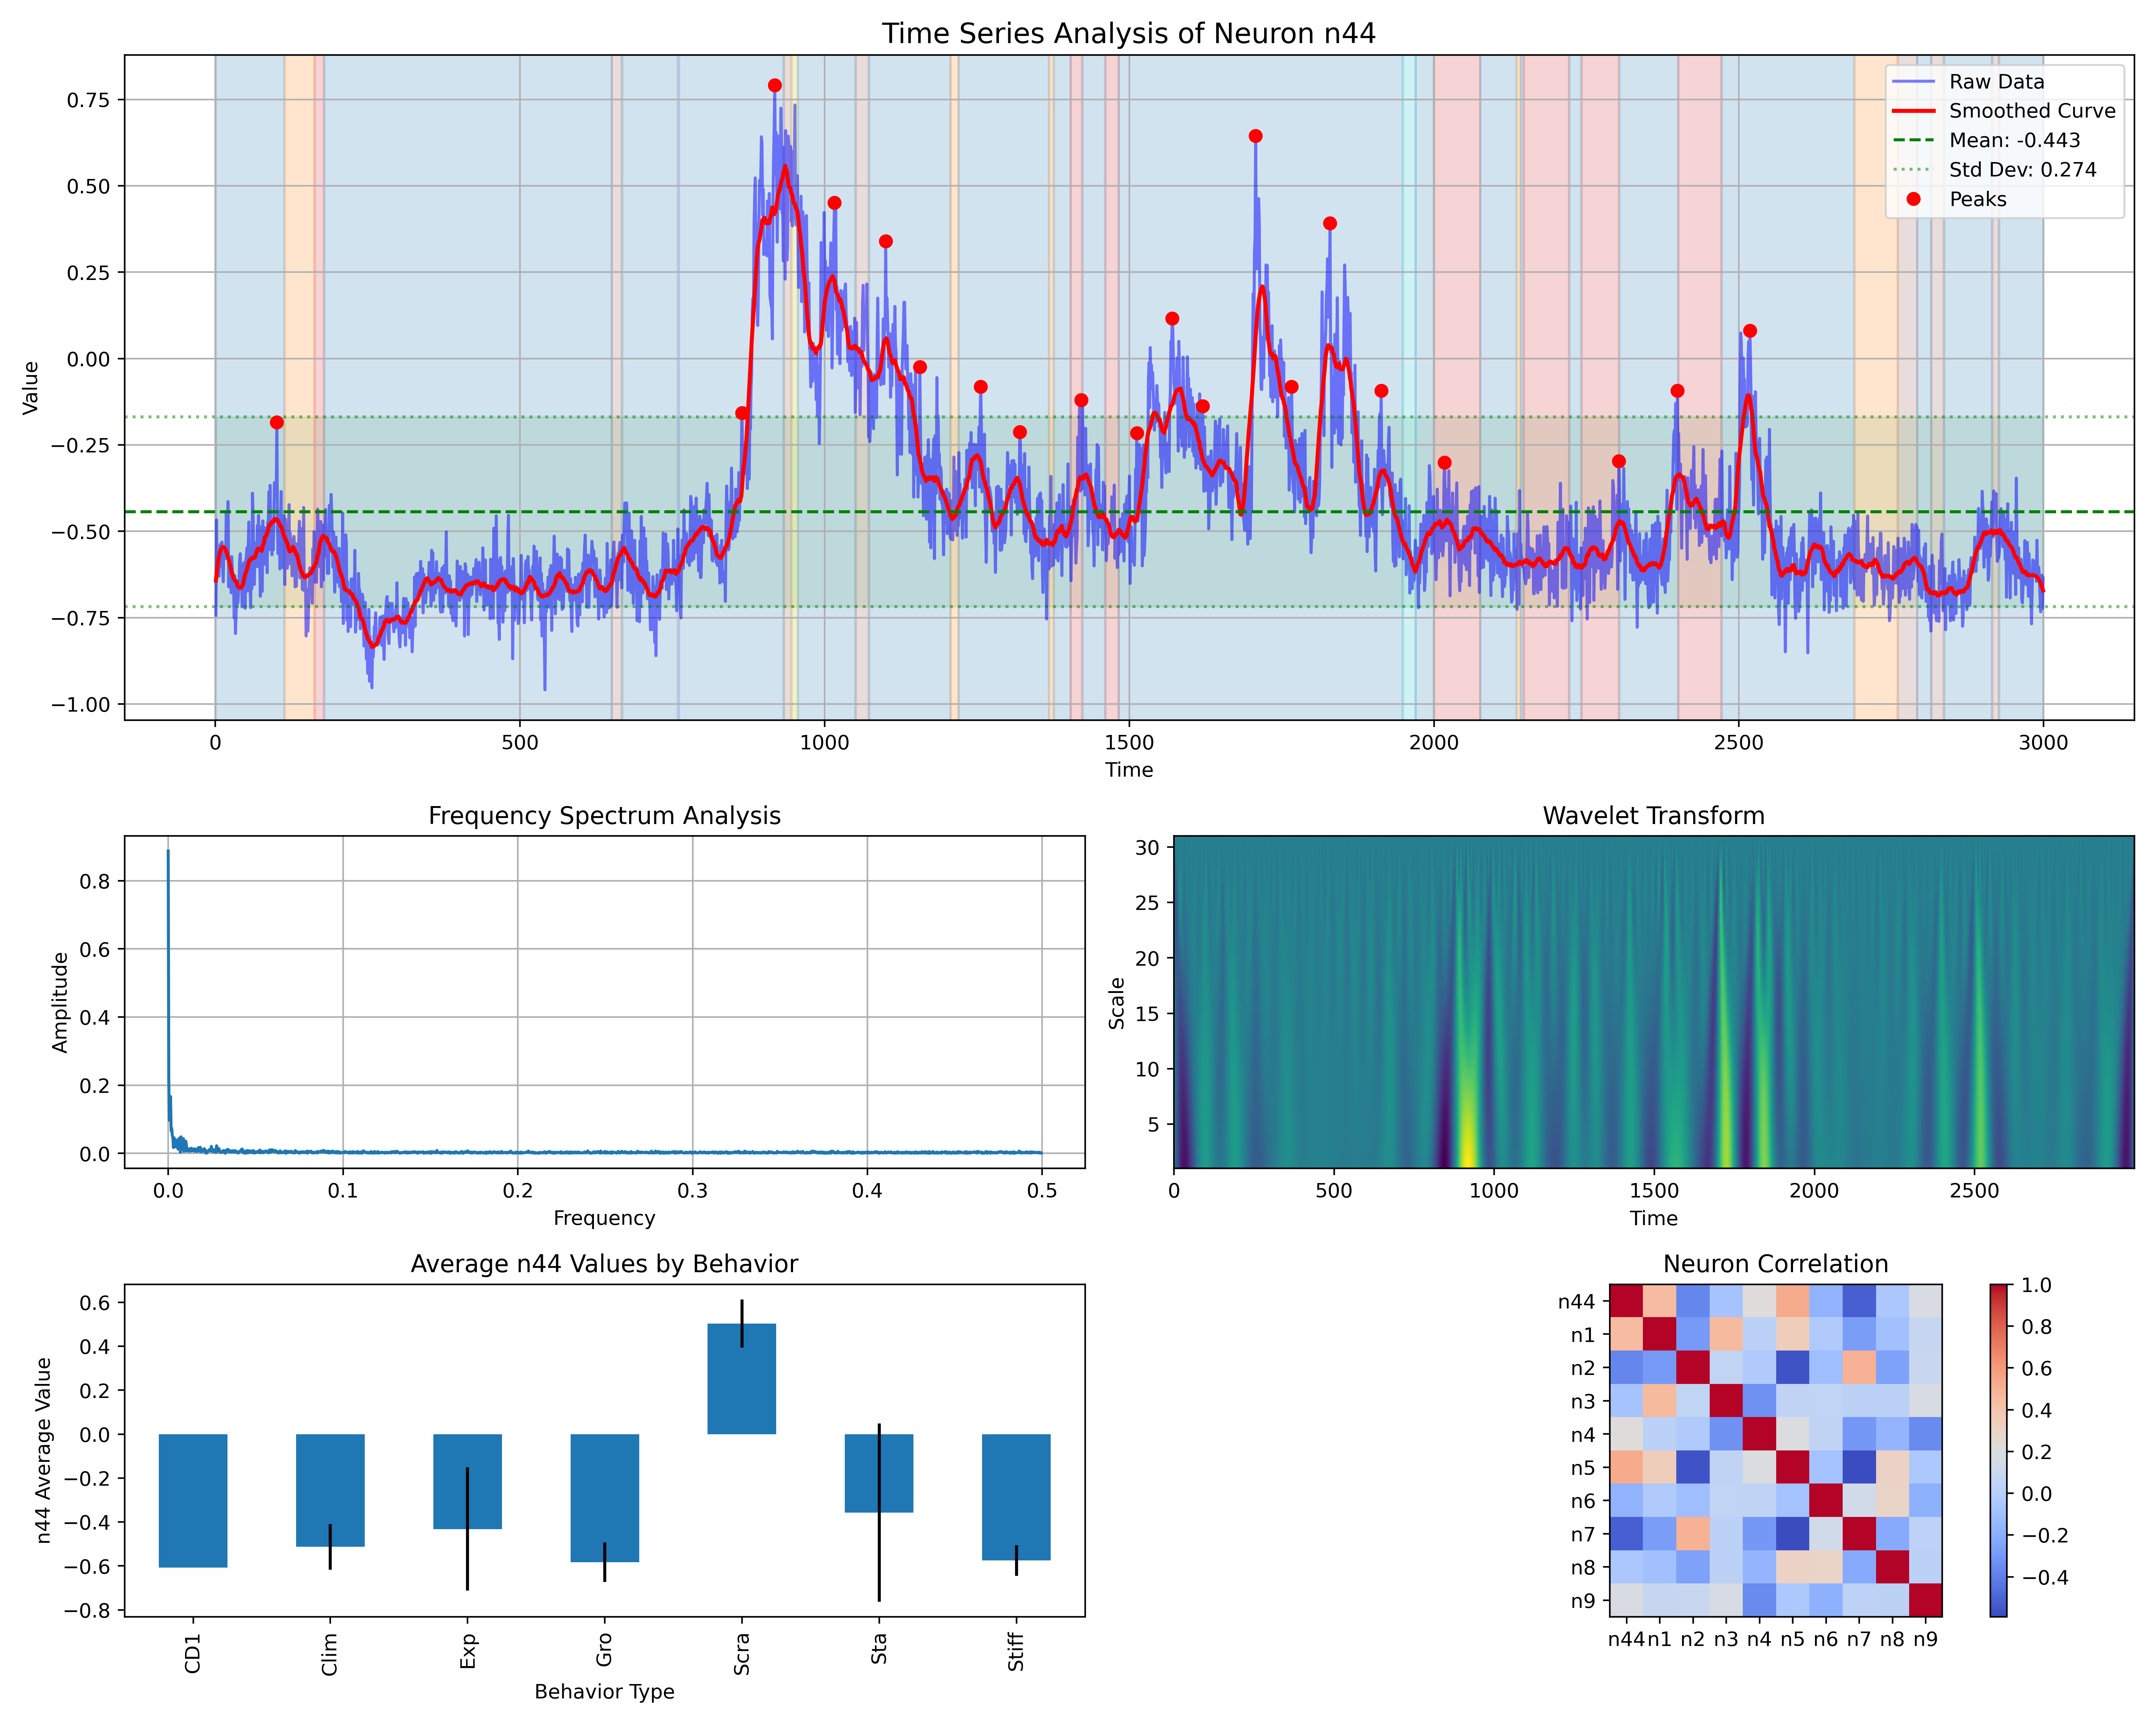 Time Series Analysis of Neuron n44
Value
0.75
0.50
0.25
0.00
−0.25
−0.50
−0.75
−1.00
Raw Data
Smoothed Curve
Mean: -0.443
Std Dev: 0.274
Peaks
0 500 1000 1500 2000 2500 3000
Time
Frequency Spectrum Analysis
Amplitude
0.8
0.6
0.4
0.2
0.0
0.0 0.1 0.2 0.3 0.4 0.5
Frequency
Wavelet Transform
Scale
30
25
20
15
10
5
0 500 1000 1500 2000 2500
Time
Average n44 Values by Behavior
n44 Average Value
0.6
0.4
0.2
0.0
−0.2
−0.4
−0.6
−0.8
CD1 Clim Exp Gro Scra Sta Stiff
Behavior Type
Neuron Correlation
n44
n1
n2
n3
n4
n5
n6
n7
n8
n9
n44 n1 n2 n3 n4 n5 n6 n7 n8 n9
1.0
0.8
0.6
0.4
0.2
0.0
−0.2
−0.4